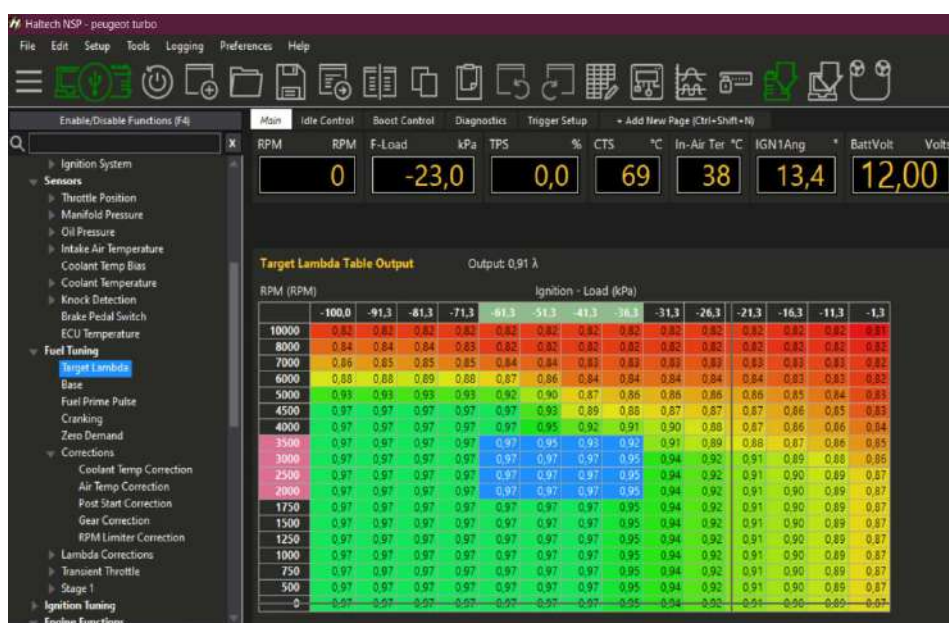 Haltech NSP - peugeot turbo
File Edit Setup Tools Logging Preferences Help
Enable/Disable Functions (F4)
Main Idle Control Boost Control Diagnostics Trigger Setup + Add New Page (Ctrl+Shift+N)
x
RPM RPM F-Load kPa TPS % CTS °C In-Air Ter °C IGN1Ang ° BattVolt Volts
0 -23,0 0,0 69 38 13,4 12,00
Ignition System
Sensors
Throttle Position
Manifold Pressure
Oil Pressure
Intake Air Temperature
Coolant Temp Bias
Coolant Temperature
Knock Detection
Brake Pedal Switch
ECU Temperature
Fuel Tuning
Target Lambda
Base
Fuel Prime Pulse
Cranking
Zero Demand
Corrections
Coolant Temp Correction
Air Temp Correction
Post Start Correction
Gear Correction
RPM Limiter Correction
Lambda Corrections
Transient Throttle
Stage 1
Ignition Tuning
Engine Functions
Target Lambda Table Output Output: 0,91 λ
RPM (RPM) Ignition - Load (kPa)
-100,0 -91,3 -81,3 -71,3 -61,3 -51,3 -41,3 -36,3 -31,3 -26,3 -21,3 -16,3 -11,3 -1,3
10000 0,82 0,82 0,82 0,82 0,82 0,82 0,82 0,82 0,82 0,82 0,82 0,82 0,82 0,81
8000 0,84 0,84 0,84 0,83 0,82 0,82 0,82 0,82 0,82 0,82 0,82 0,82 0,82 0,82
7000 0,86 0,85 0,85 0,85 0,84 0,84 0,83 0,83 0,83 0,83 0,83 0,83 0,83 0,82
6000 0,88 0,88 0,89 0,88 0,87 0,86 0,84 0,84 0,84 0,84 0,84 0,83 0,83 0,82
5000 0,93 0,93 0,93 0,93 0,92 0,90 0,87 0,86 0,86 0,86 0,86 0,85 0,84 0,83
4500 0,97 0,97 0,97 0,97 0,97 0,93 0,89 0,88 0,87 0,87 0,87 0,86 0,85 0,83
4000 0,97 0,97 0,97 0,97 0,97 0,95 0,92 0,91 0,90 0,88 0,87 0,86 0,86 0,84
3500 0,97 0,97 0,97 0,97 0,97 0,95 0,93 0,92 0,91 0,89 0,88 0,87 0,86 0,85
3000 0,97 0,97 0,97 0,97 0,97 0,97 0,97 0,95 0,94 0,92 0,91 0,89 0,88 0,86
2500 0,97 0,97 0,97 0,97 0,97 0,97 0,97 0,95 0,94 0,92 0,91 0,90 0,89 0,87
2000 0,97 0,97 0,97 0,97 0,97 0,97 0,97 0,95 0,94 0,92 0,91 0,90 0,89 0,87
1750 0,97 0,97 0,97 0,97 0,97 0,97 0,97 0,95 0,94 0,92 0,91 0,90 0,89 0,87
1500 0,97 0,97 0,97 0,97 0,97 0,97 0,97 0,95 0,94 0,92 0,91 0,90 0,89 0,87
1250 0,97 0,97 0,97 0,97 0,97 0,97 0,97 0,95 0,94 0,92 0,91 0,90 0,89 0,87
1000 0,97 0,97 0,97 0,97 0,97 0,97 0,97 0,95 0,94 0,92 0,91 0,90 0,89 0,87
750 0,97 0,97 0,97 0,97 0,97 0,97 0,97 0,95 0,94 0,92 0,91 0,90 0,89 0,87
500 0,97 0,97 0,97 0,97 0,97 0,97 0,97 0,95 0,94 0,92 0,91 0,90 0,89 0,87
0 0,97 0,97 0,97 0,97 0,97 0,97 0,97 0,95 0,94 0,92 0,91 0,90 0,89 0,87